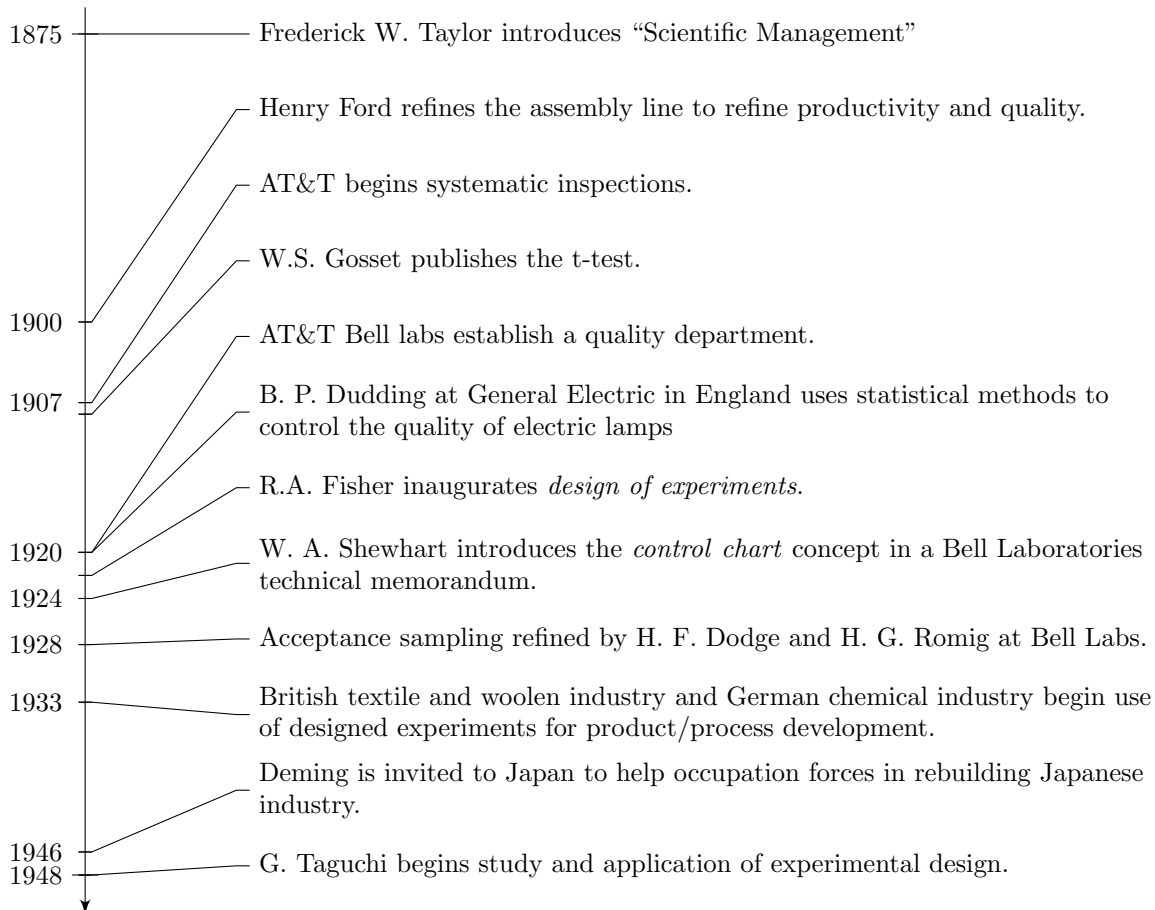 1875 Frederick W. Taylor introduces “Scientific Management”
Henry Ford refines the assembly line to refine productivity and quality.
AT&T begins systematic inspections.
W.S. Gosset publishes the t-test.
1900
AT&T Bell labs establish a quality department.
1907
B. P. Dudding at General Electric in England uses statistical methods to
control the quality of electric lamps
R.A. Fisher inaugurates design of experiments.
1920
W. A. Shewhart introduces the control chart concept in a Bell Laboratories
technical memorandum.
1924
1928
Acceptance sampling refined by H. F. Dodge and H. G. Romig at Bell Labs.
1933
British textile and woolen industry and German chemical industry begin use
of designed experiments for product/process development.
Deming is invited to Japan to help occupation forces in rebuilding Japanese
industry.
1946
1948
G. Taguchi begins study and application of experimental design.